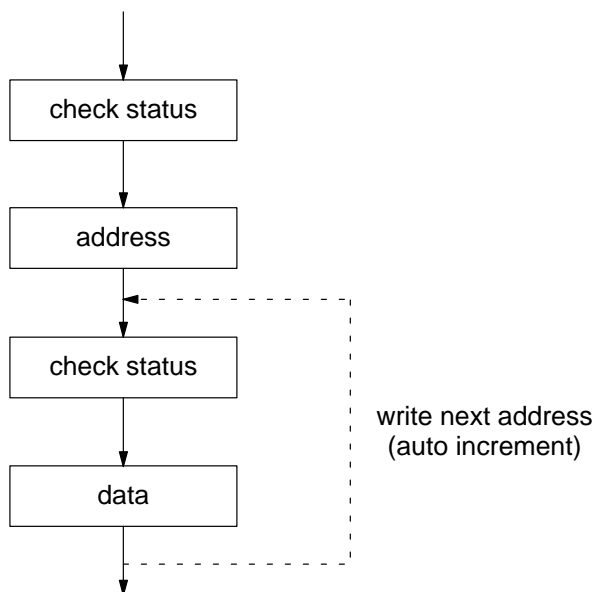 check status
address
check status
write next address
(auto increment)
data